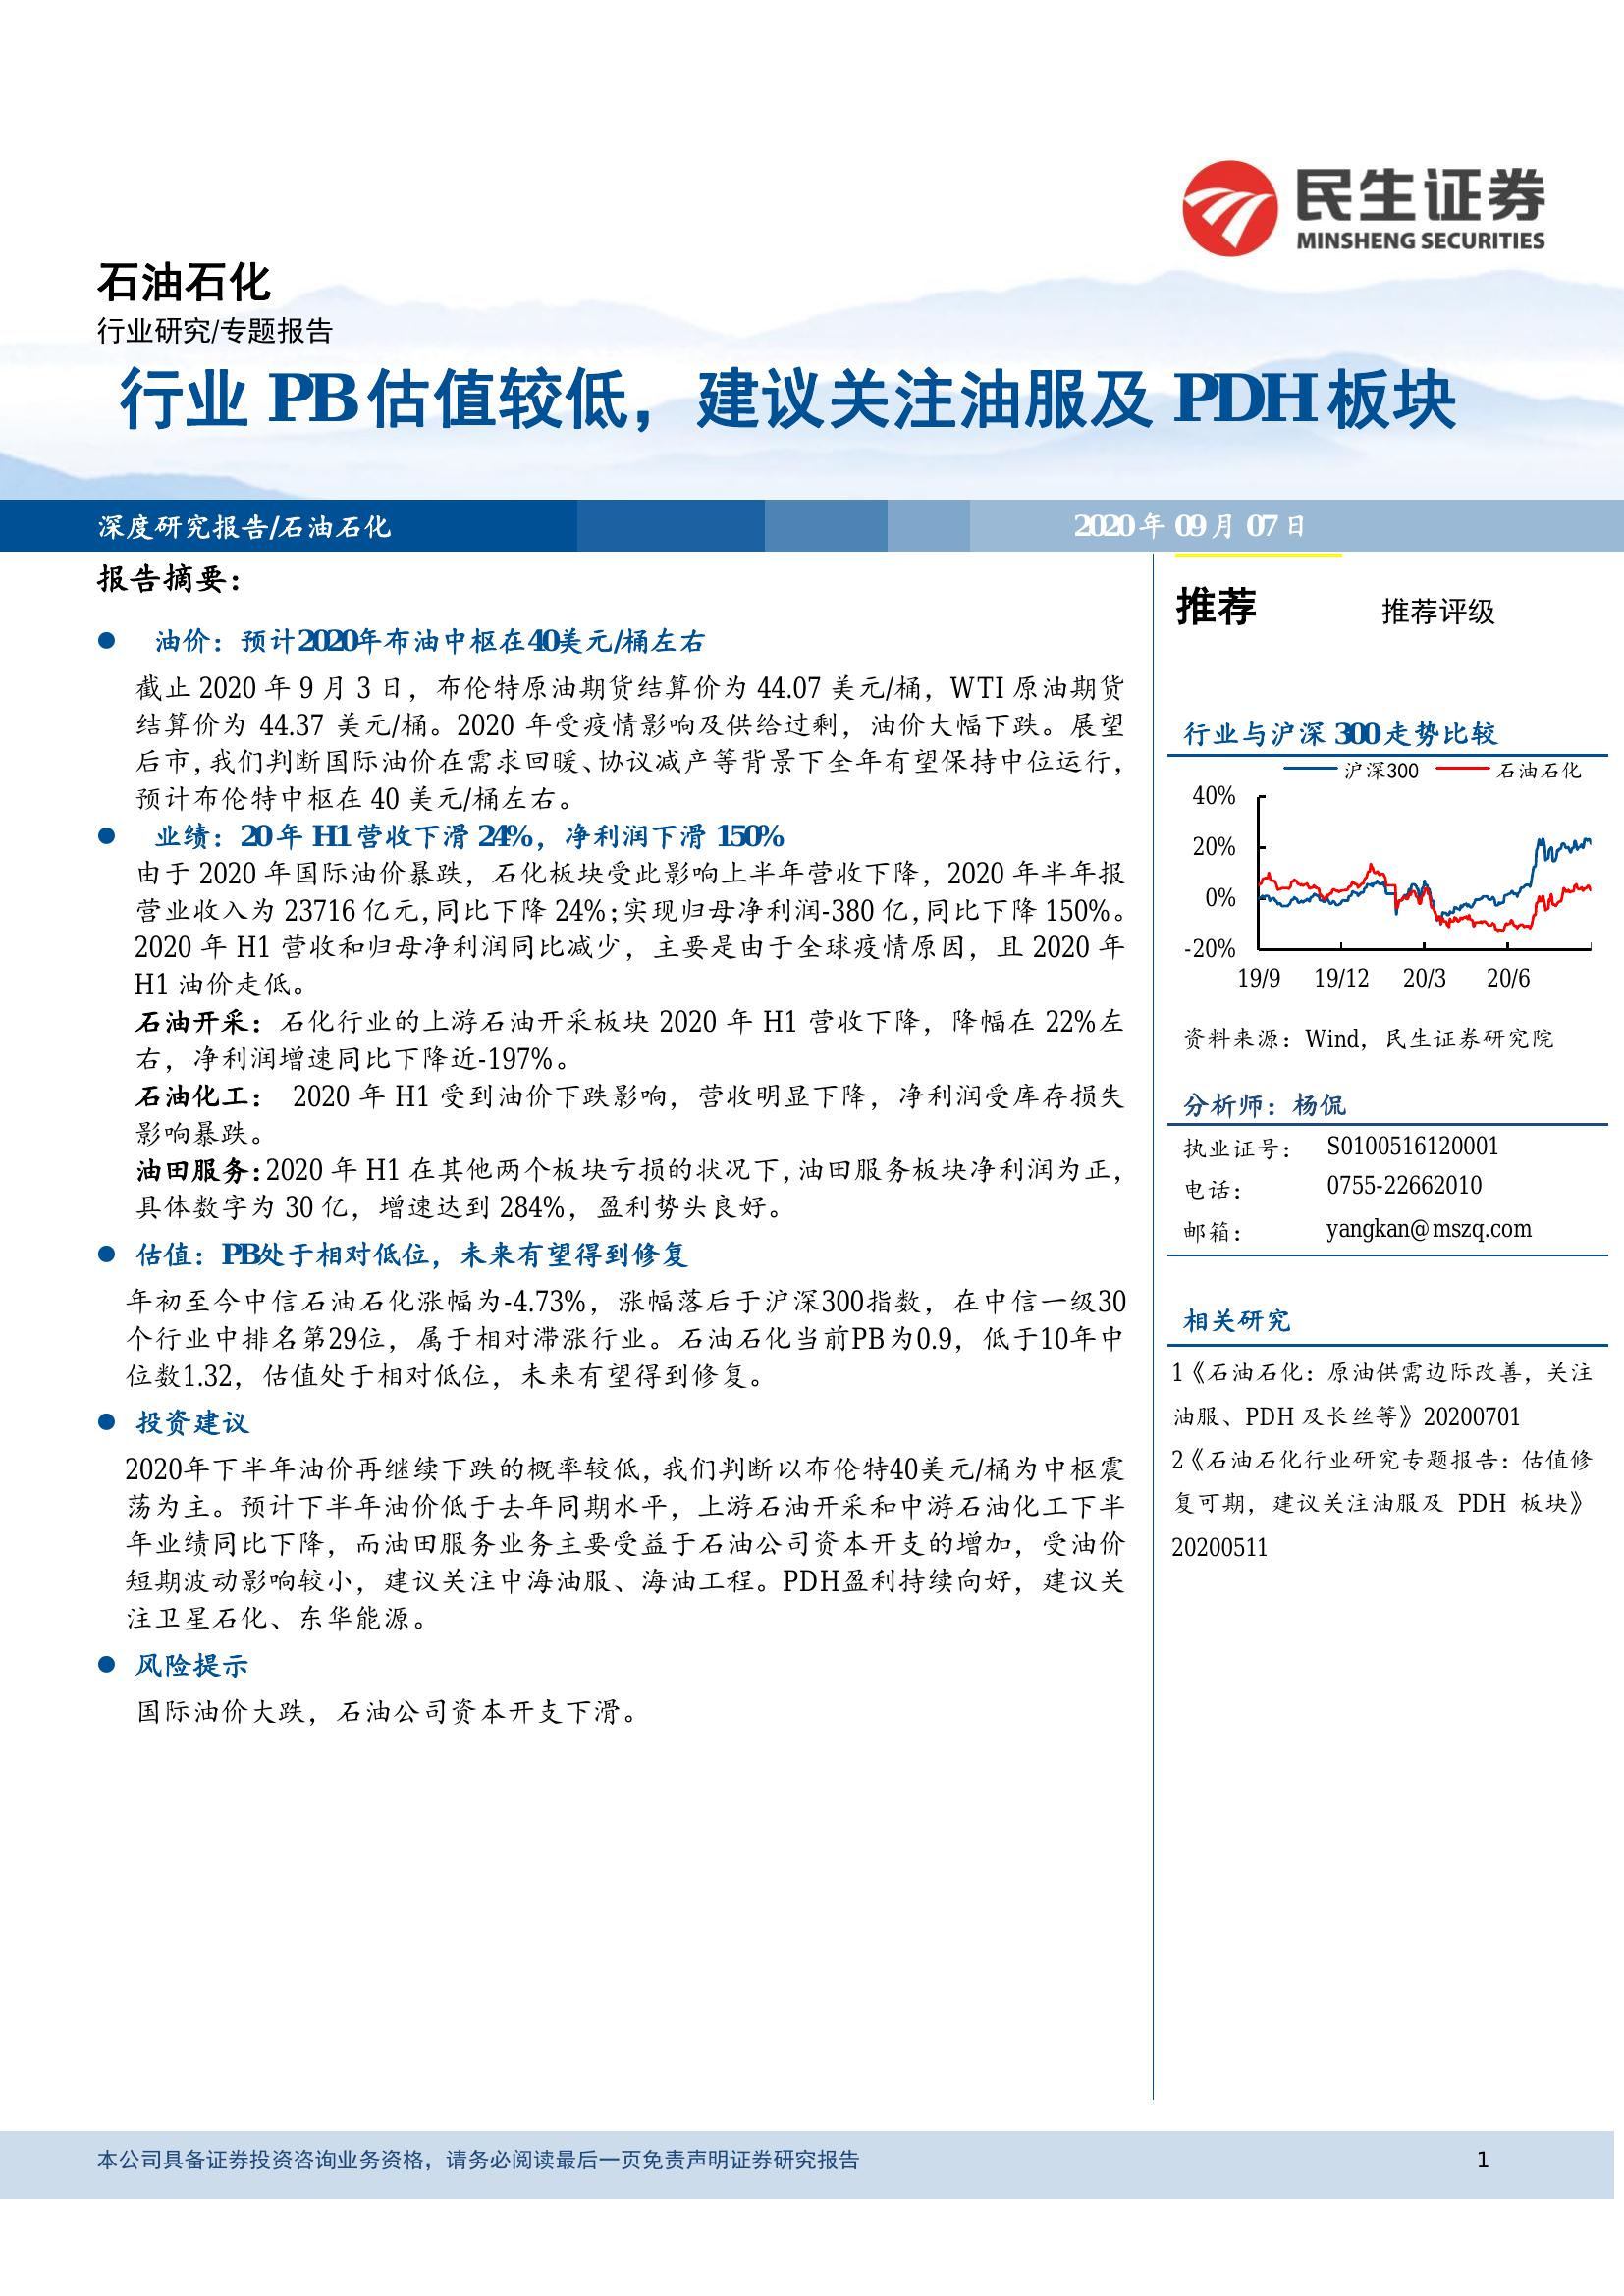 民生证券
MINSHENG SECURITIES
石油石化
行业研究/专题报告
行业 PB 估值较低，建议关注油服及 PDH 板块
深度研究报告/石油石化
2020 年 09 月 07 日
报告摘要：
● 油价：预计2020年布油中枢在40美元/桶左右
截止 2020 年 9 月 3 日，布伦特原油期货结算价为 44.07 美元/桶，WTI 原油期货
结算价为 44.37 美元/桶。2020 年受疫情影响及供给过剩，油价大幅下跌。展望
后市，我们判断国际油价在需求回暖、协议减产等背景下全年有望保持中位运行，
预计布伦特中枢在 40 美元/桶左右。
● 业绩：20 年 H1 营收下滑 24%，净利润下滑 150%
由于 2020 年国际油价暴跌，石化板块受此影响上半年营收下降，2020 年半年报
营业收入为 23716 亿元，同比下降 24%；实现归母净利润-380 亿，同比下降 150%。
2020 年 H1 营收和归母净利润同比减少，主要是由于全球疫情原因，且 2020 年
H1 油价走低。
石油开采：石化行业的上游石油开采板块 2020 年 H1 营收下降，降幅在 22%左
右，净利润增速同比下降近-197%。
石油化工： 2020 年 H1 受到油价下跌影响，营收明显下降，净利润受库存损失
影响暴跌。
油田服务：2020 年 H1 在其他两个板块亏损的状况下，油田服务板块净利润为正，
具体数字为 30 亿，增速达到 284%，盈利势头良好。
● 估值：PB处于相对低位，未来有望得到修复
年初至今中信石油石化涨幅为-4.73%，涨幅落后于沪深300指数，在中信一级30
个行业中排名第29位，属于相对滞涨行业。石油石化当前PB为0.9，低于10年中
位数1.32，估值处于相对低位，未来有望得到修复。
● 投资建议
2020年下半年油价再继续下跌的概率较低，我们判断以布伦特40美元/桶为中枢震
荡为主。预计下半年油价低于去年同期水平，上游石油开采和中游石油化工下半
年业绩同比下降，而油田服务业务主要受益于石油公司资本开支的增加，受油价
短期波动影响较小，建议关注中海油服、海油工程。PDH盈利持续向好，建议关
注卫星石化、东华能源。
● 风险提示
国际油价大跌，石油公司资本开支下滑。
推荐 推荐评级
行业与沪深 300 走势比较
沪深300 石油石化
40%
20%
0%
-20%
19/9 19/12 20/3 20/6
资料来源：Wind，民生证券研究院
分析师：杨侃
执业证号： S0100516120001
电话： 0755-22662010
邮箱： yangkan@mszq.com
相关研究
1《石油石化：原油供需边际改善，关注
油服、PDH 及长丝等》20200701
2《石油石化行业研究专题报告：估值修
复可期，建议关注油服及 PDH 板块》
20200511
本公司具备证券投资咨询业务资格，请务必阅读最后一页免责声明证券研究报告
1